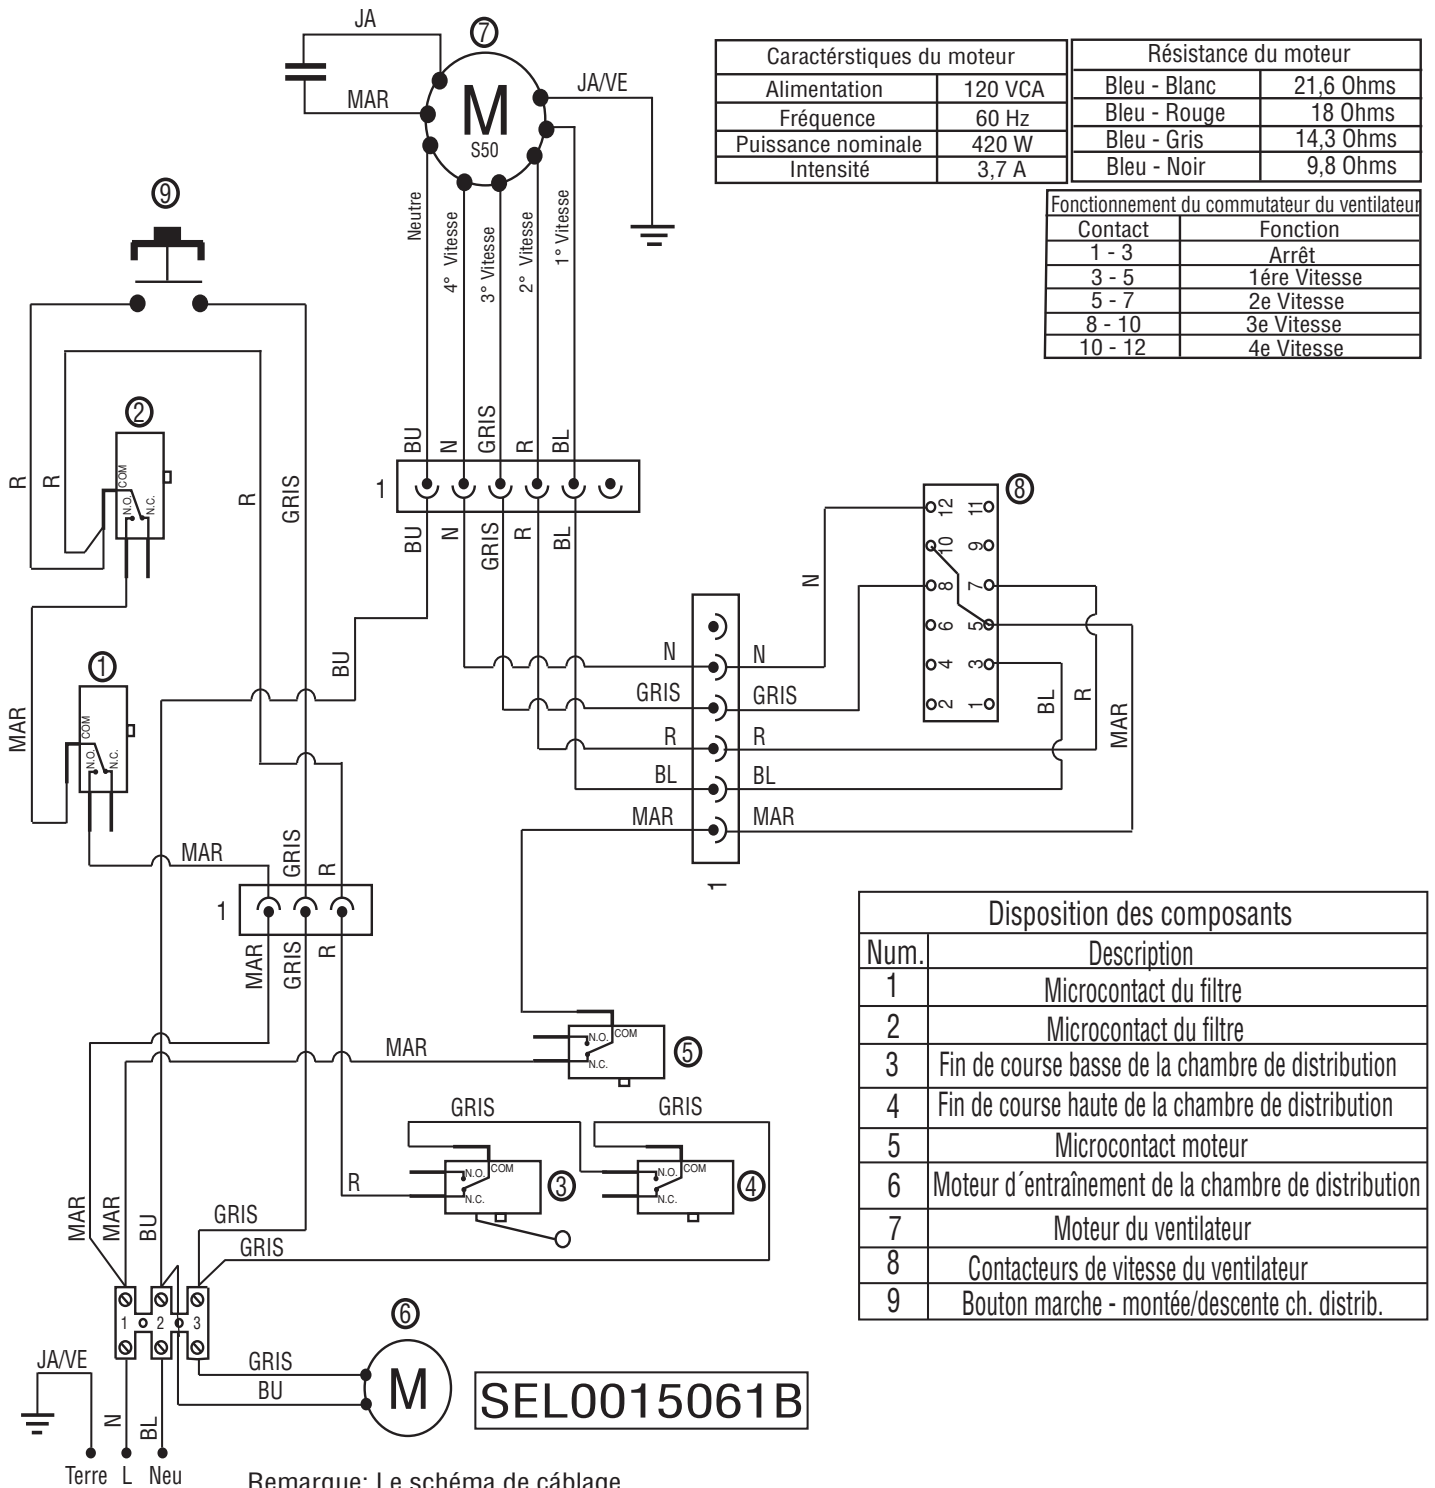 JA
7
MAR
M
S50
JA/VE
Caractérstiques du moteur
Alimentation 120 VCA
Fréquence 60 Hz
Puissance nominale 420 W
Intensité 3,7 A
Résistance du moteur
Bleu - Blanc 21,6 Ohms
Bleu - Rouge 18 Ohms
Bleu - Gris 14,3 Ohms
Bleu - Noir 9,8 Ohms
Fonctionnement du commutateur du ventilateur
Contact Fonction
1 - 3 Arrêt
3 - 5 1ére Vitesse
5 - 7 2e Vitesse
8 - 10 3e Vitesse
10 - 12 4e Vitesse
9
Neutre
4° Vitesse
3° Vitesse
2° Vitesse
1° Vitesse
2
R
R
COM
N.O.
N.C.
R
GRIS
BU
N
GRIS
R
BL
1
BU
N
GRIS
R
BL
8
12 11
10 9
8 7
6 5
4 3
2 1
N
BL
R
MAR
MAR
1
COM
N.O.
N.C.
MAR
BU
N N
GRIS GRIS
R R
BL BL
MAR MAR
1
MAR
GRIS
R
1
MAR
GRIS
R
MAR
N.O.
COM
N.C.
5
GRIS
GRIS
R
N.O.
COM
N.C.
3
N.O.
COM
N.C.
4
MAR
MAR
BU
GRIS
GRIS
1 2 3
JA/VE
N
BL
Terre L Neu
GRIS
BU
6
M
SEL0015061B
Disposition des composants
Num. Description
1 Microcontact du filtre
2 Microcontact du filtre
3 Fin de course basse de la chambre de distribution
4 Fin de course haute de la chambre de distribution
5 Microcontact moteur
6 Moteur d´entraînement de la chambre de distribution
7 Moteur du ventilateur
8 Contacteurs de vitesse du ventilateur
9 Bouton marche - montée/descente ch. distrib.
Remarque: Le schéma de câblage